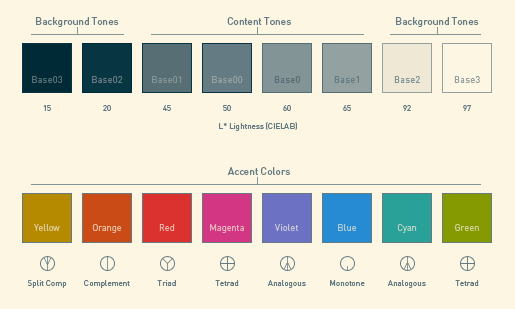 Background Tones Content Tones Background Tones
Base03 Base02 Base01 Base00 Base0 Base1 Base2 Base3
15 20 45 50 60 65 92 97
L* Lightness (CIELAB)
Accent Colors
Yellow Orange Red Magenta Violet Blue Cyan Green
Split Comp Complement Triad Tetrad Analogous Monotone Analogous Tetrad